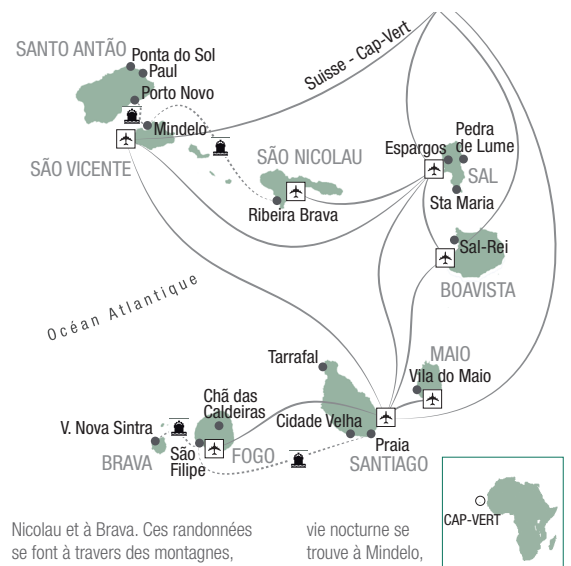 Suisse - Cap-Vert
SANTO ANTÃO
Ponta do Sol
Paul
Porto Novo
Mindelo
SÃO VICENTE
SÃO NICOLAU
Ribeira Brava
Espargos
Pedra
de Lume
SAL
Sta Maria
Sal-Rei
BOAVISTA
Océan Atlantique
Tarrafal
MAIO
Vila do Maio
Chã das
Caldeiras
Cidade Velha
V. Nova Sintra
São
Filipe
FOGO
Praia
BRAVA
SANTIAGO
CAP-VERT
Nicolau et à Brava. Ces randonnées
se font à travers des montagnes,
vie nocturne se
trouve à Mindelo,